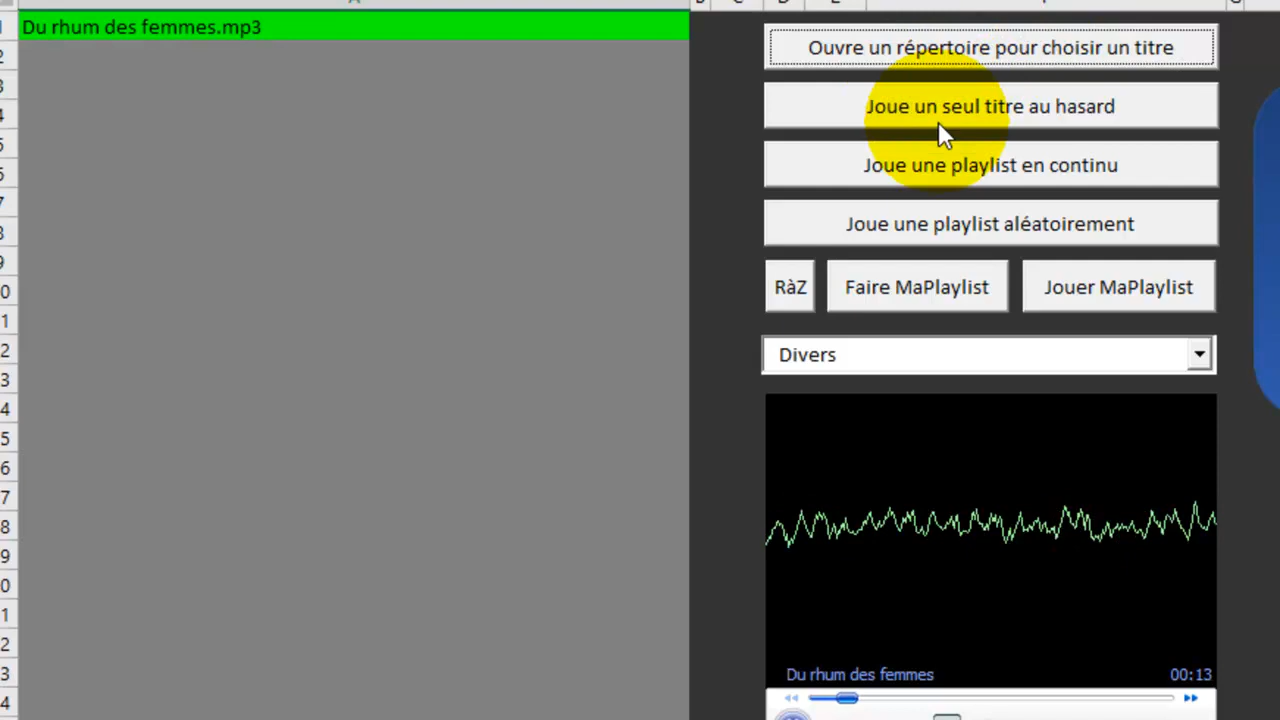 Du rhum des femmes.mp3
Ouvre un répertoire pour choisir un titre
Joue un seul titre au hasard
Joue une playlist en continu
Joue une playlist aléatoirement
RàZ
Faire MaPlaylist
Jouer MaPlaylist
Divers
Du rhum des femmes
00:13